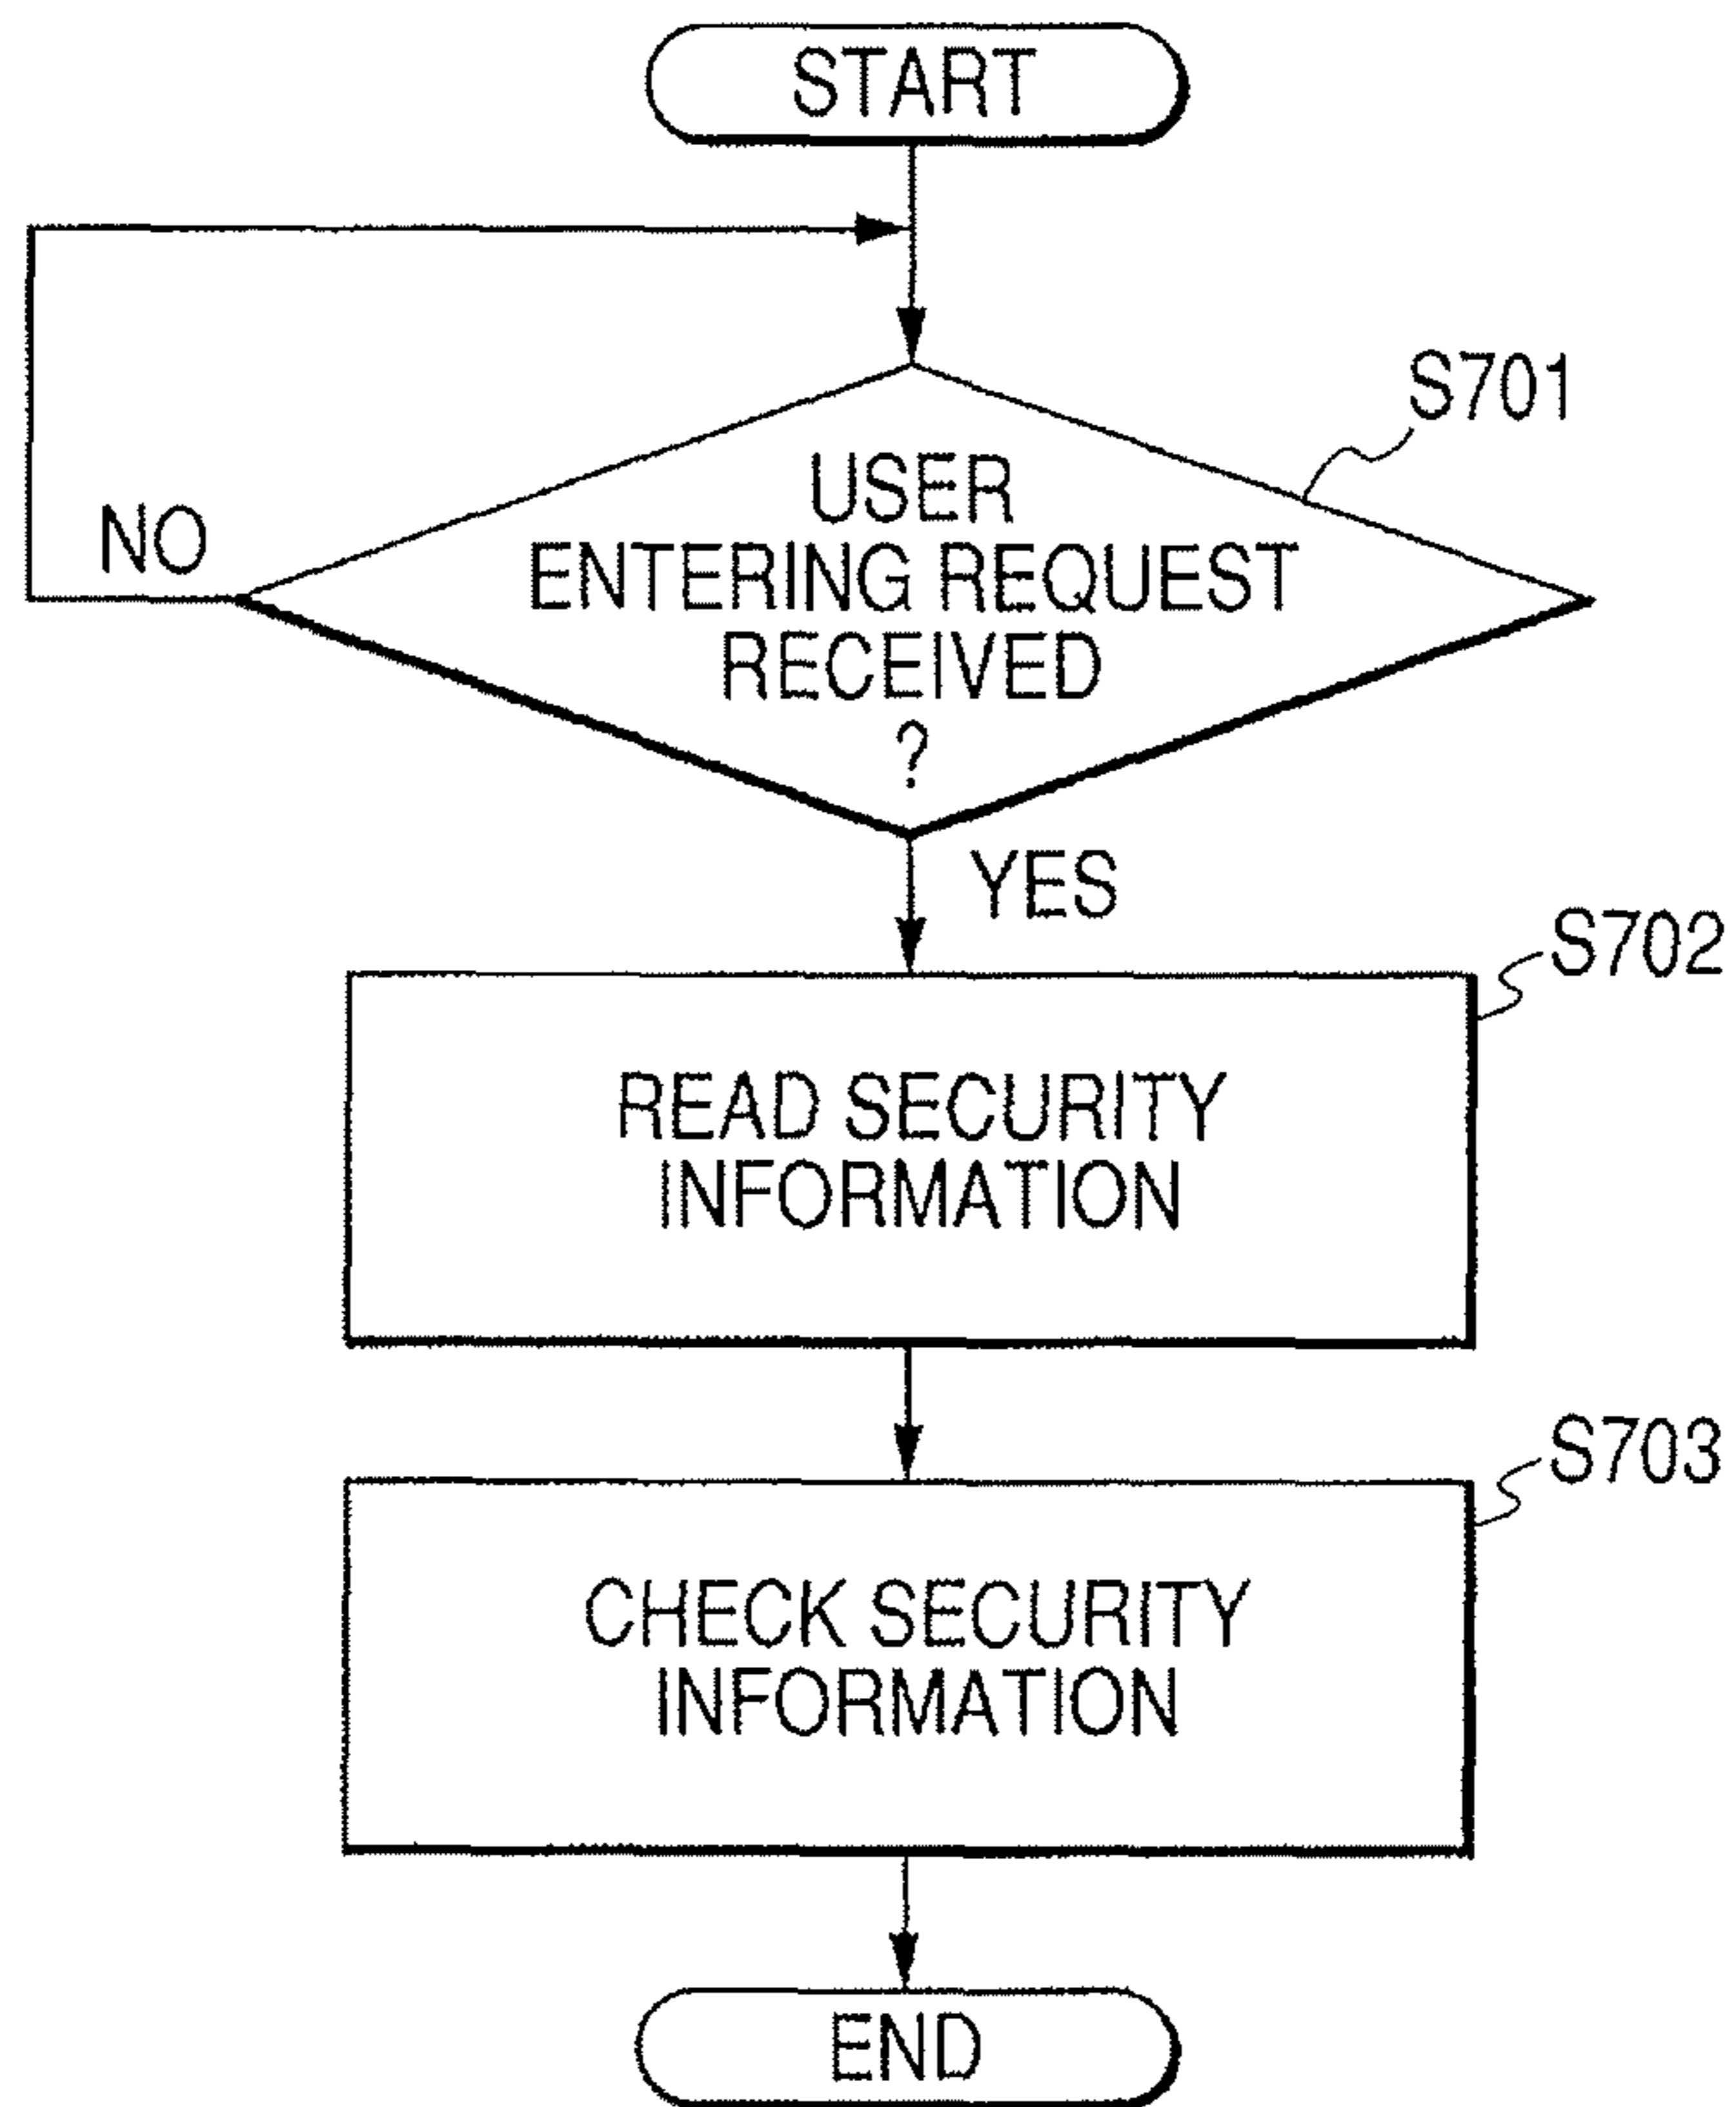 START
S701
USER
ENTERING REQUEST
RECEIVED
?
NO
YES
S702
READ SECURITY
INFORMATION
S703
CHECK SECURITY
INFORMATION
END